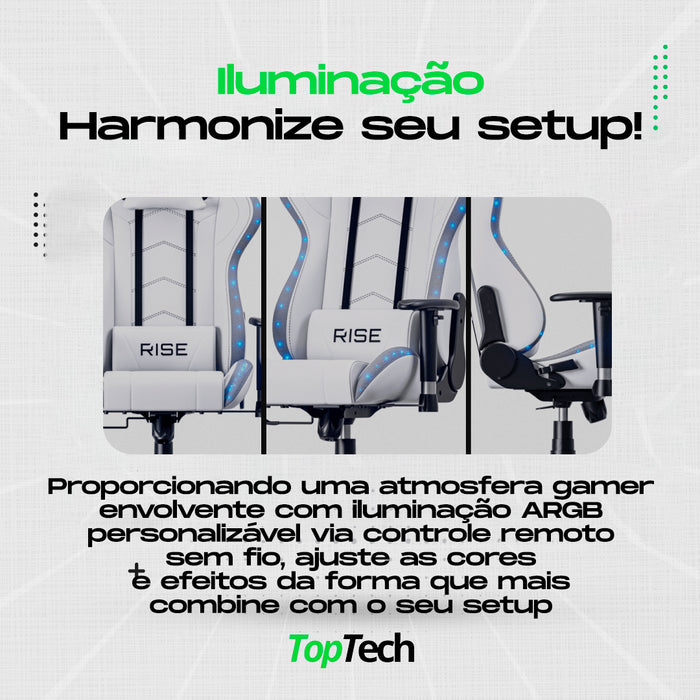 Iluminação
Harmonize seu setup!
RISE
RISE
Proporcionando uma atmosfera gamer
envolvente com iluminação ARGB
personalizável via controle remoto
sem fio, ajuste as cores
e efeitos da forma que mais
combine com o seu setup
TopTech